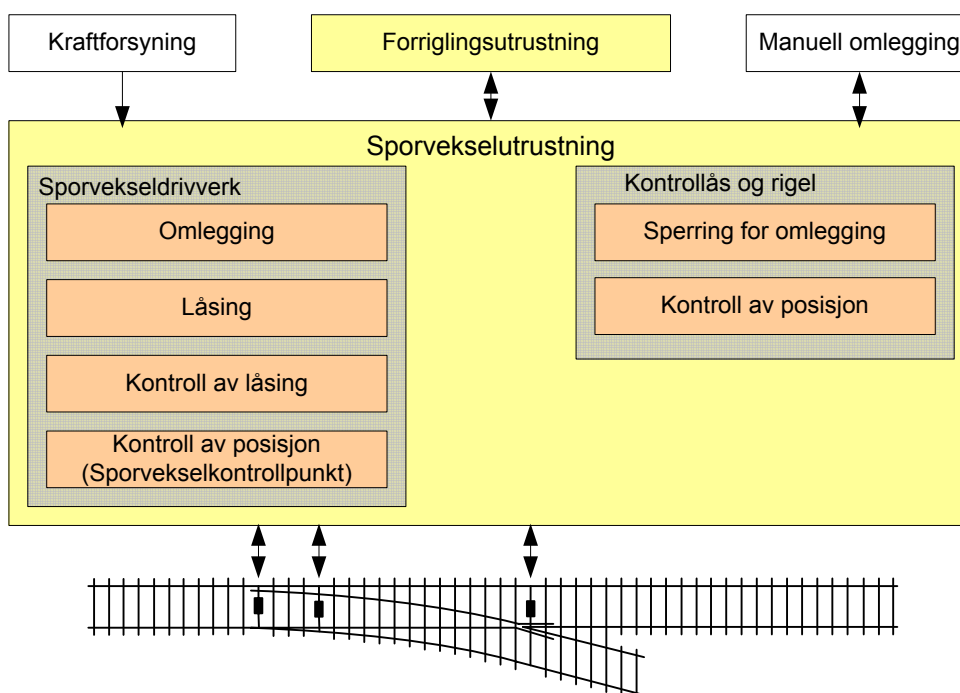 Kraftforsyning
Forriglingsutrustning
Manuell omlegging
Sporvekselutrustning
Sporvekseldrivverk
Omlegging
Låsing
Kontroll av låsing
Kontroll av posisjon
(Sporvekselkontrollpunkt)
Kontrollås og rigel
Sperring for omlegging
Kontroll av posisjon